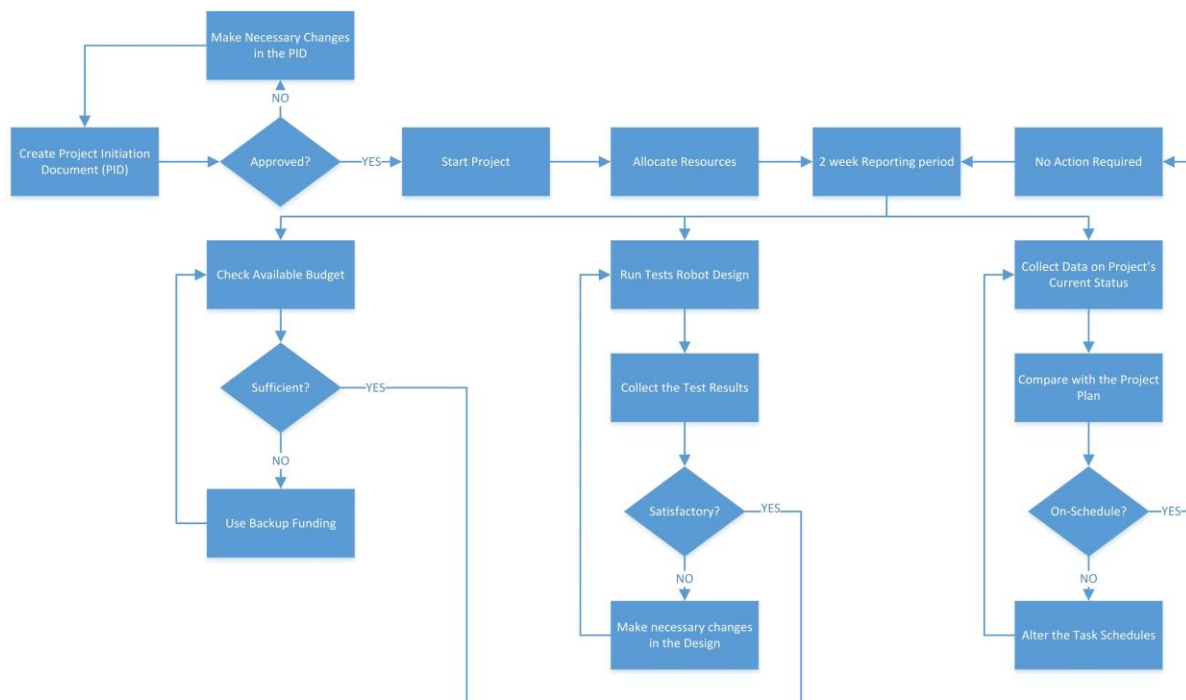 Make Necessary Changes
in the PID
NO
Create Project Initiation
Document (PID)
Approved?
YES
Start Project
Allocate Resources
2 week Reporting period
No Action Required
Check Available Budget
Run Tests Robot Design
Collect Data on Project's
Current Status
Sufficient?
YES
Collect the Test Results
Compare with the Project
Plan
NO
Use Backup Funding
Satisfactory?
YES
On-Schedule?
YES
NO
NO
Make necessary changes
in the Design
Alter the Task Schedules